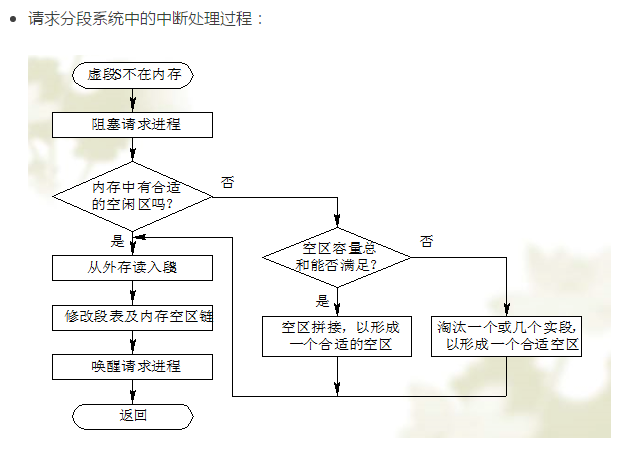 请求分段系统中的中断处理过程：
虚段S不在内存
阻塞请求进程
内存中有合适
的空闲区吗?
否
是
空区容量总
和能否满足?
否
是
从外存读入段S
修改段表及内存空区链
唤醒请求进程
返回
空区拼接，以形成
一个合适的空区
淘汰一个或几个实段，
以形成一个合适空区